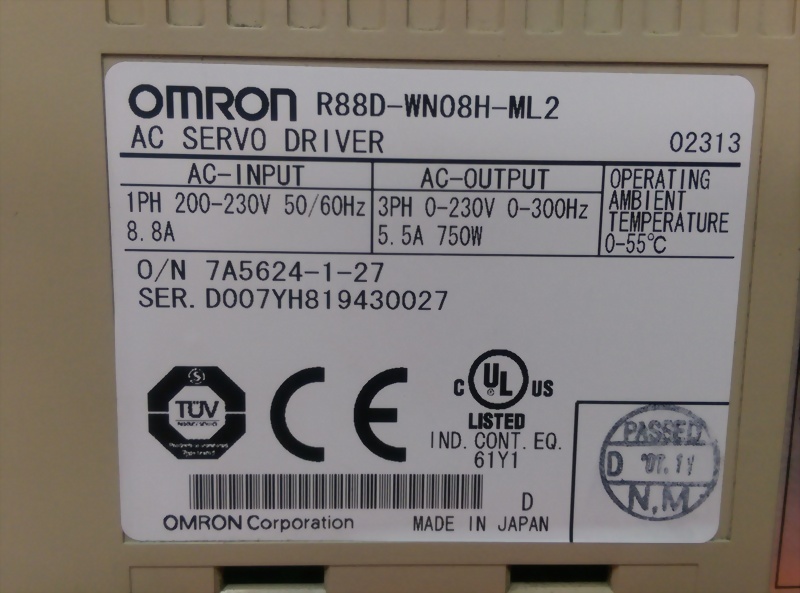 OMRON R88D-WN08H-ML2
AC SERVO DRIVER 02313
AC-INPUT AC-OUTPUT OPERATING AMBIENT TEMPERATURE 0-55℃
1PH 200-230V 50/60Hz 3PH 0-230V 0-300Hz
8.8A 5.5A 750W
O/N 7A5624-1-27
SER. D007YH819430027
TÜV
CE
C UL ® US
LISTED
IND. CONT. EQ.
61Y1
PASSED
D
N.M
D
OMRON Corporation MADE IN JAPAN